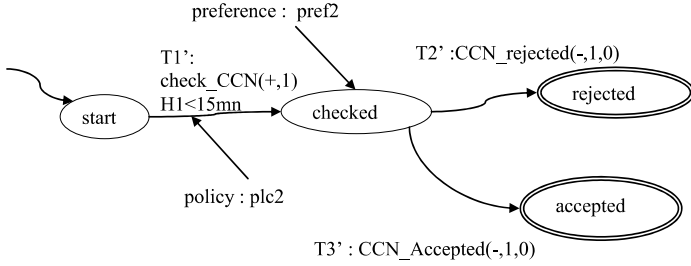 preference : pref2
T1’:
check_CCN(+,1)
H1<15mn
T2’ :CCN_rejected(-,1,0)
start
checked
rejected
policy : plc2
accepted
T3’ : CCN_Accepted(-,1,0)